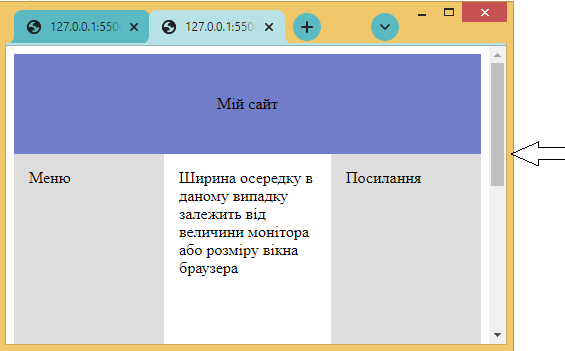 127.0.0.1:550
127.0.0.1:550
Мій сайт
Меню
Ширина осередку в
даному випадку
залежить від
величини монітора
або розміру вікна
браузера
Посилання